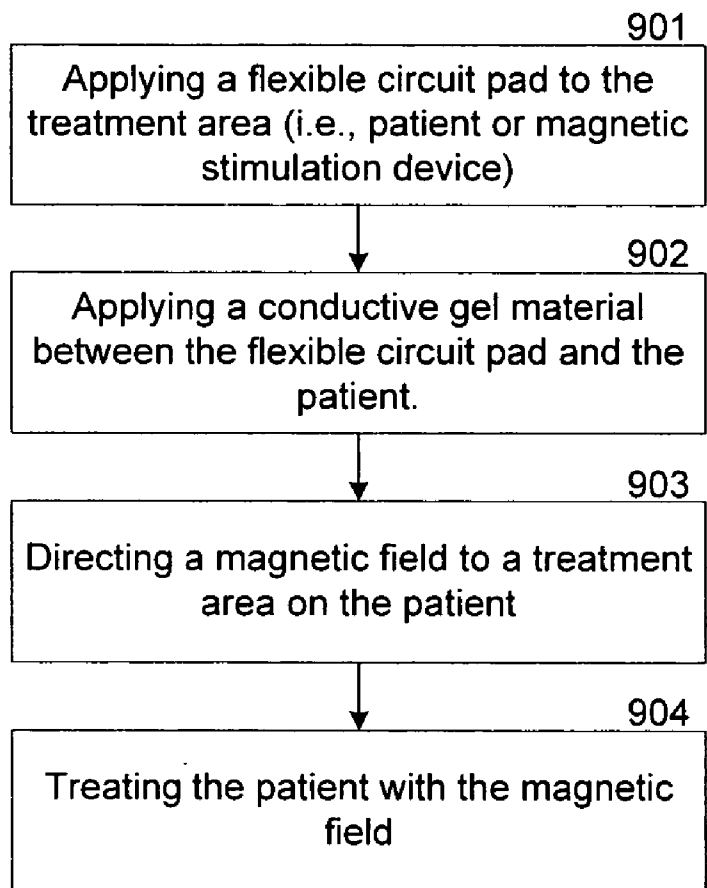 901
Applying a flexible circuit pad to the
treatment area (i.e., patient or magnetic
stimulation device)
902
Applying a conductive gel material
between the flexible circuit pad and the
patient.
903
Directing a magnetic field to a treatment
area on the patient
904
Treating the patient with the magnetic
field